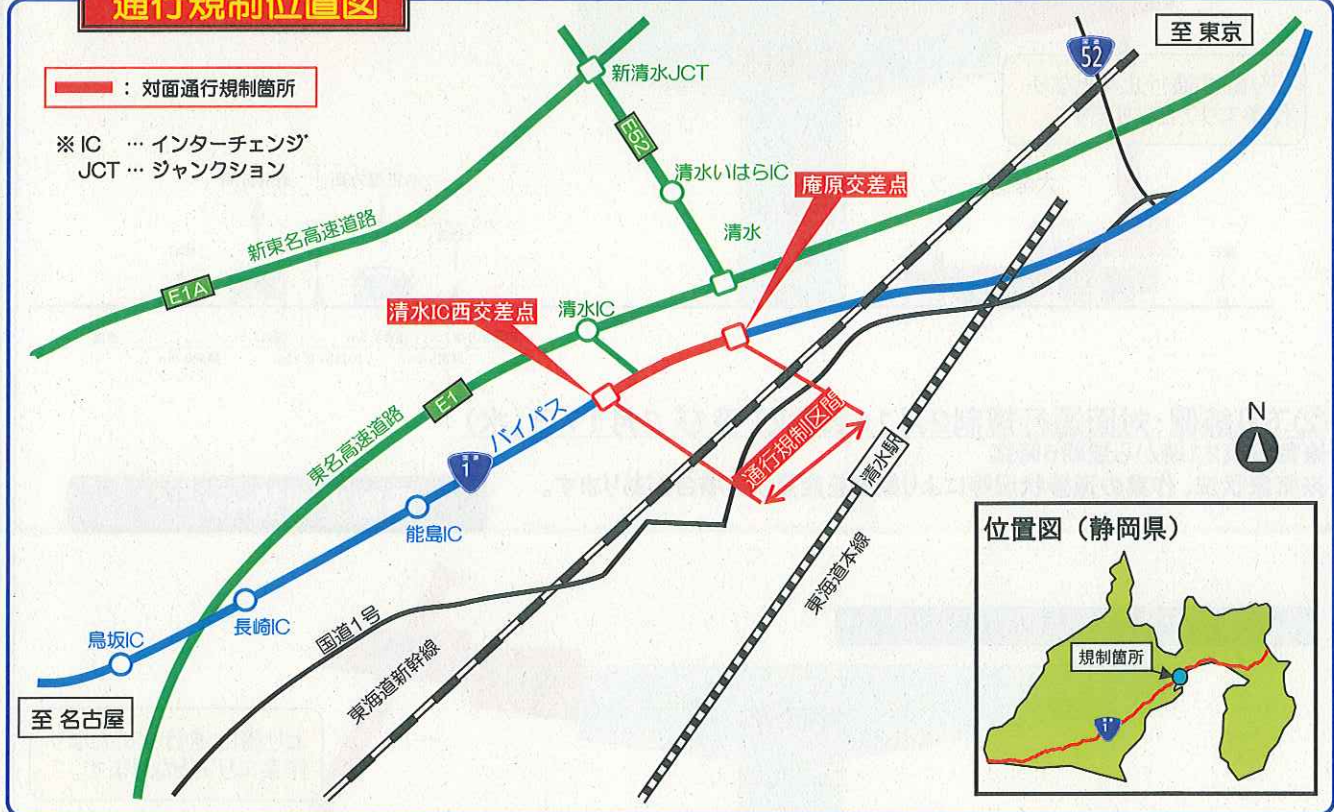 通行規制位置図
：対面通行規制箇所
※ IC … インターチェンジ
JCT … ジャンクション
至 東京
国道
52
新清水JCT
E52
清水いはらIC
庵原交差点
清水
新東名高速道路
E1A
清水IC西交差点
清水IC
東名高速道路
E1
バイパス
国道
1
通行規制区間
清水駅
N
能島IC
長崎IC
鳥坂IC
国道1号
東海道新幹線
東海道本線
至 名古屋
位置図（静岡県）
規制箇所
1